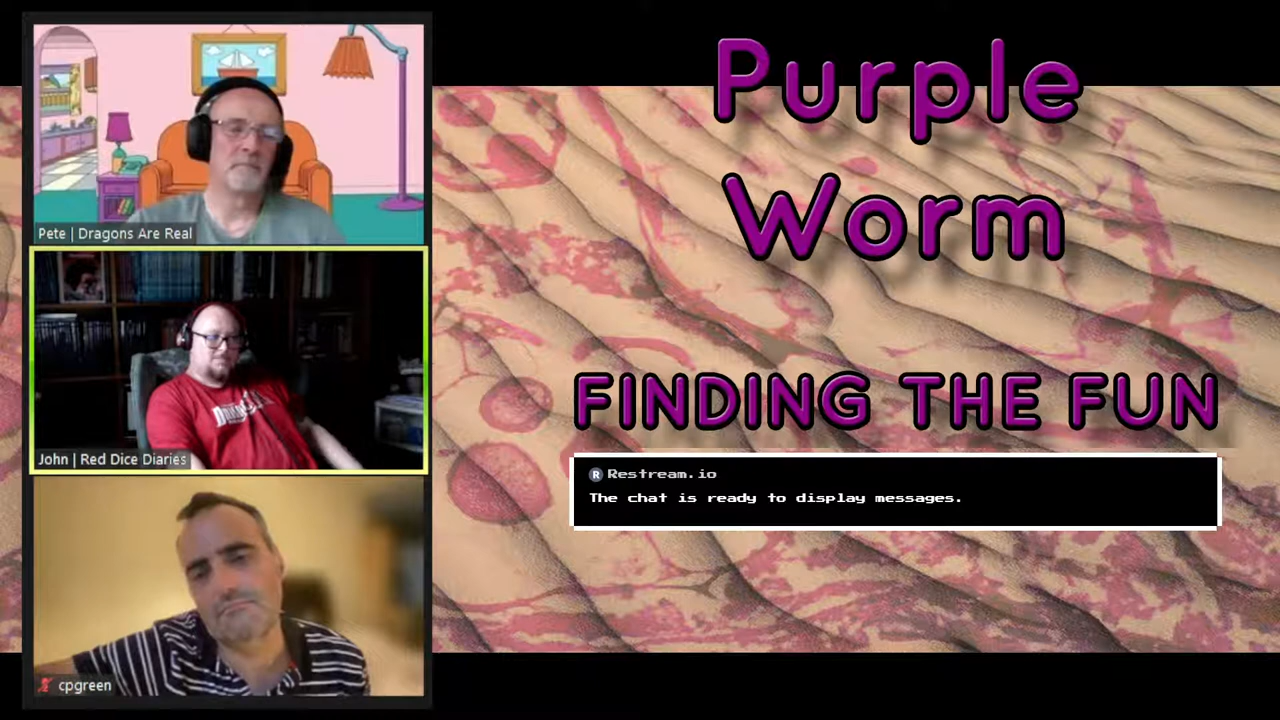 Purple
Worm
FINDING THE FUN
Restream.io
The chat is ready to display messages.
Pete | Dragons Are Real
John | Red Dice Diaries
cpgreen